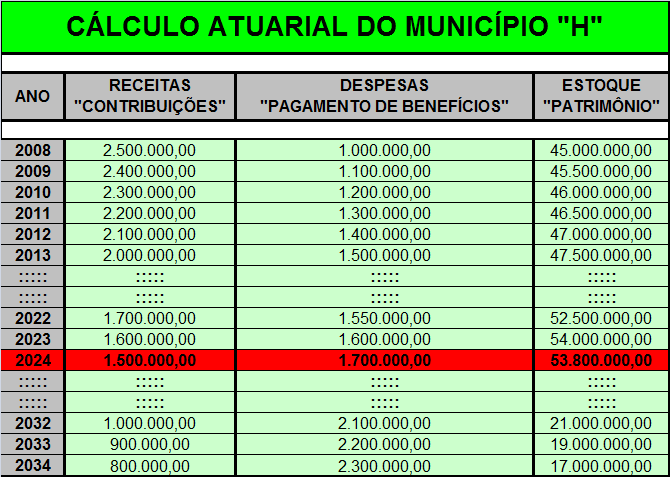 CÁLCULO ATUARIAL DO MUNICÍPIO "H"
ANO RECEITAS "CONTRIBUIÇÕES" DESPESAS "PAGAMENTO DE BENEFÍCIOS" ESTOQUE "PATRIMÔNIO"
2008 2.500.000,00 1.000.000,00 45.000.000,00
2009 2.400.000,00 1.100.000,00 45.500.000,00
2010 2.300.000,00 1.200.000,00 46.000.000,00
2011 2.200.000,00 1.300.000,00 46.500.000,00
2012 2.100.000,00 1.400.000,00 47.000.000,00
2013 2.000.000,00 1.500.000,00 47.500.000,00
::::: ::::: ::::: :::::
::::: ::::: ::::: :::::
2022 1.700.000,00 1.550.000,00 52.500.000,00
2023 1.600.000,00 1.600.000,00 54.000.000,00
2024 1.500.000,00 1.700.000,00 53.800.000,00
::::: ::::: ::::: :::::
::::: ::::: ::::: :::::
2032 1.000.000,00 2.100.000,00 21.000.000,00
2033 900.000,00 2.200.000,00 19.000.000,00
2034 800.000,00 2.300.000,00 17.000.000,00